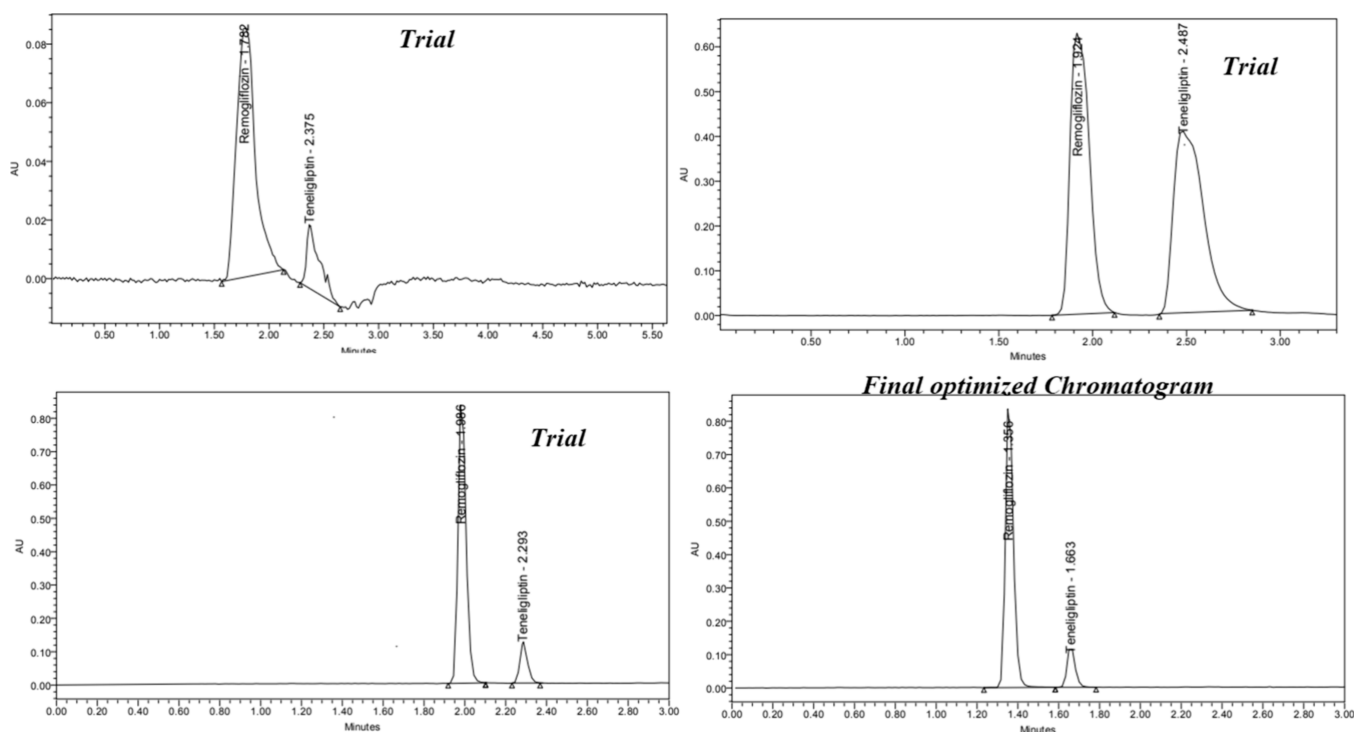 Trial
Remogliflozin - 1.782
Teneligliptin - 2.375
AU
0.08
0.06
0.04
0.02
0.00
0.50 1.00 1.50 2.00 2.50 3.00 3.50 4.00 4.50 5.00 5.50
Minutes
Trial
Remogliflozin - 1.924
Teneligliptin - 2.487
AU
0.60
0.50
0.40
0.30
0.20
0.10
0.00
0.50 1.00 1.50 2.00 2.50 3.00
Minutes
Trial
Remogliflozin - 1.986
Teneligliptin - 2.293
AU
0.80
0.70
0.60
0.50
0.40
0.30
0.20
0.10
0.00
0.00 0.20 0.40 0.60 0.80 1.00 1.20 1.40 1.60 1.80 2.00 2.20 2.40 2.60 2.80 3.00
Minutes
Final optimized Chromatogram
Remogliflozin - 1.356
Teneligliptin - 1.663
AU
0.80
0.70
0.60
0.50
0.40
0.30
0.20
0.10
0.00
0.00 0.20 0.40 0.60 0.80 1.00 1.20 1.40 1.60 1.80 2.00 2.20 2.40 2.60 2.80 3.00
Minutes